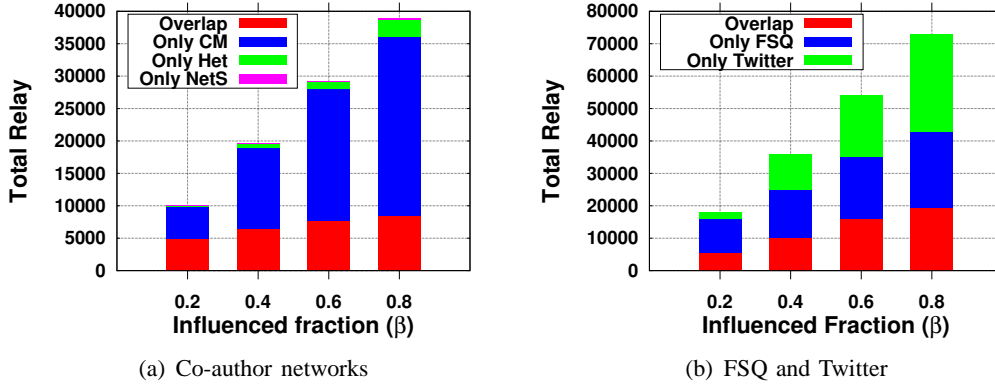 Total Relay
40000
35000
30000
25000
20000
15000
10000
5000
0
Overlap
Only CM
Only Het
Only NetS
0.2 0.4 0.6 0.8
Influenced fraction (β)
(a) Co-author networks
Total Relay
80000
70000
60000
50000
40000
30000
20000
10000
0
Overlap
Only FSQ
Only Twitter
0.2 0.4 0.6 0.8
Influenced Fraction (β)
(b) FSQ and Twitter